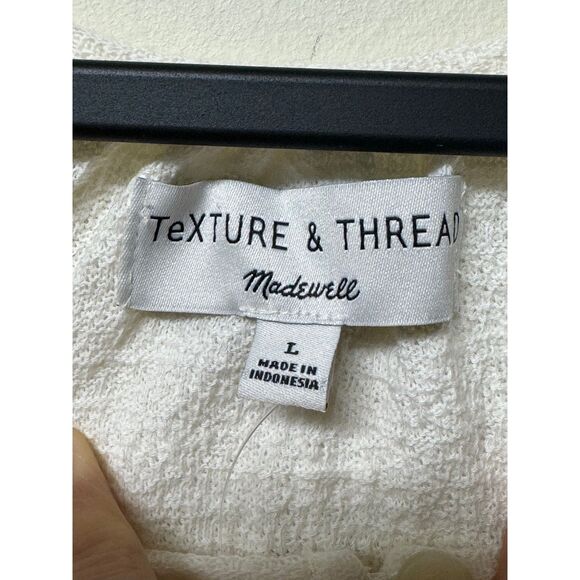 TeXTURE & THREAD
Madewell
L
MADE IN
INDONESIA